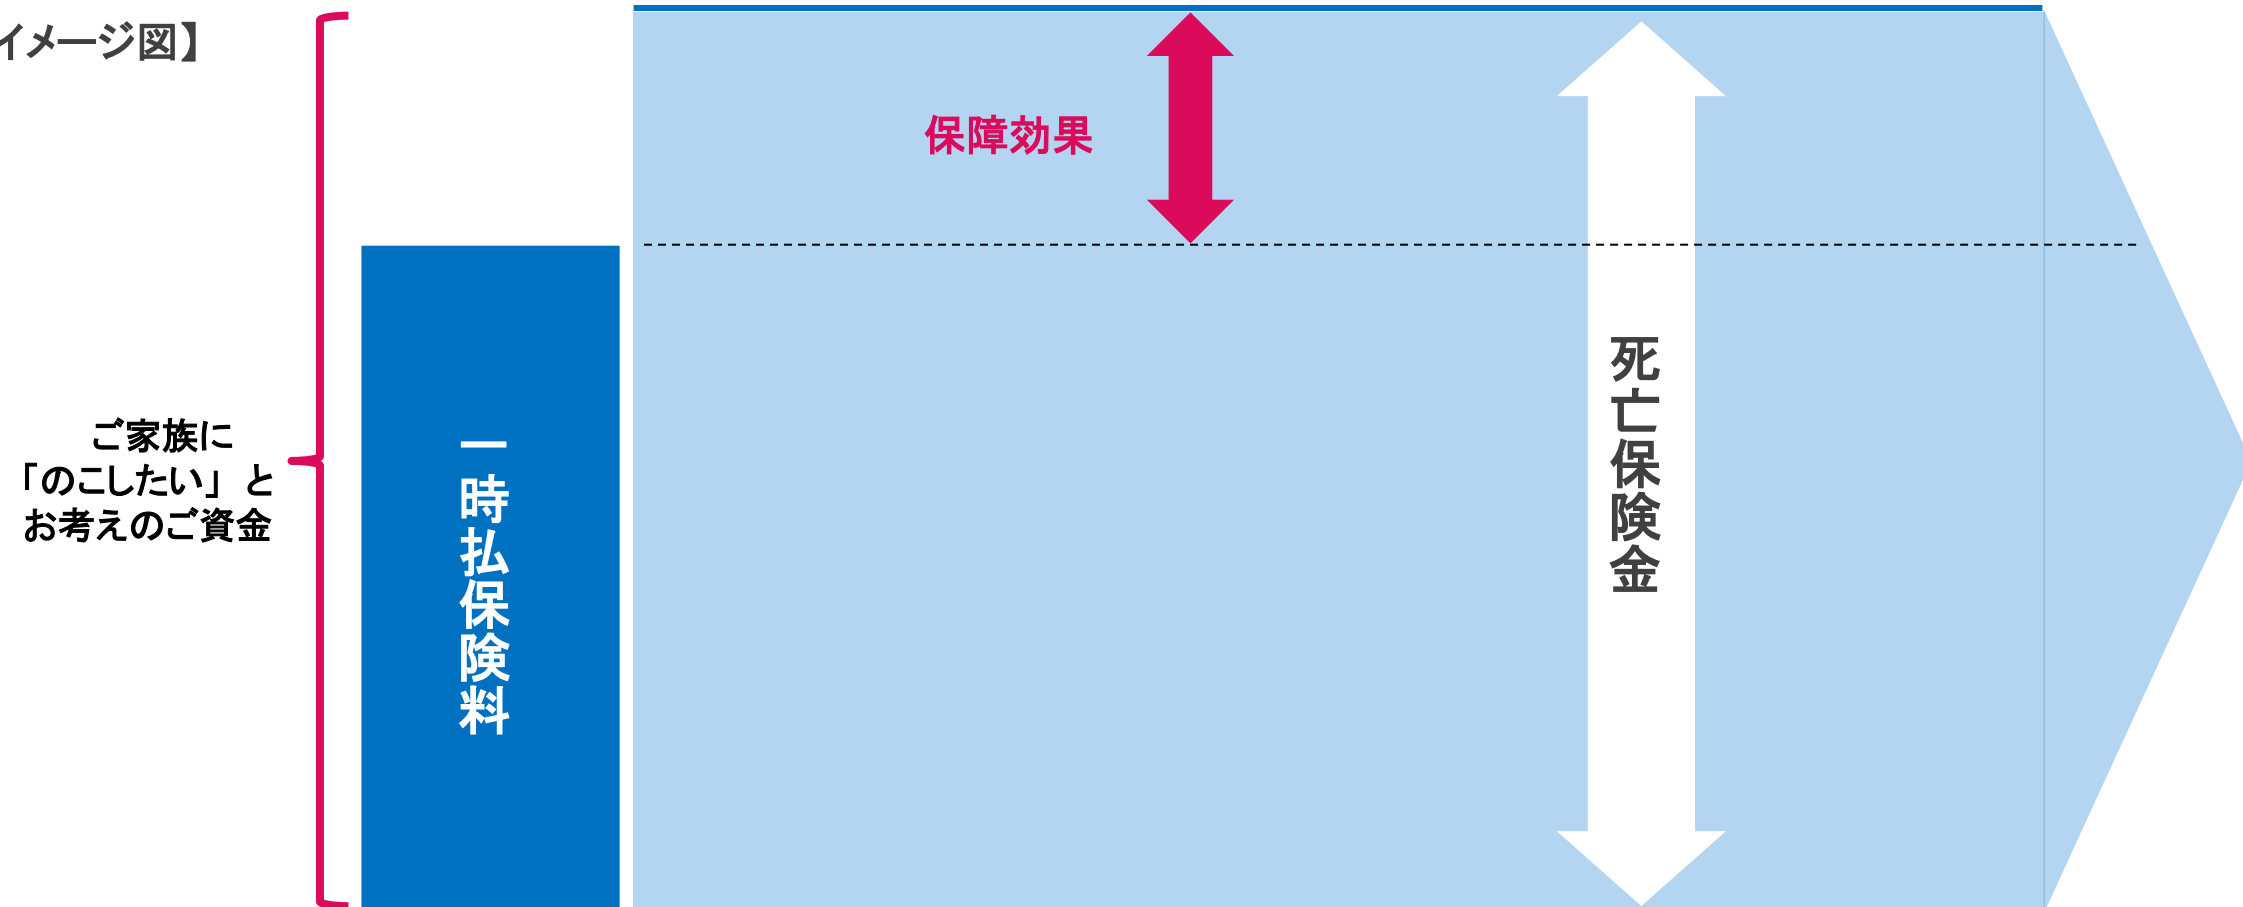 イメージ図】
保障効果
ご家族に
「のこしたい」と
お考えのご資金
一時払保険料
死亡保険金